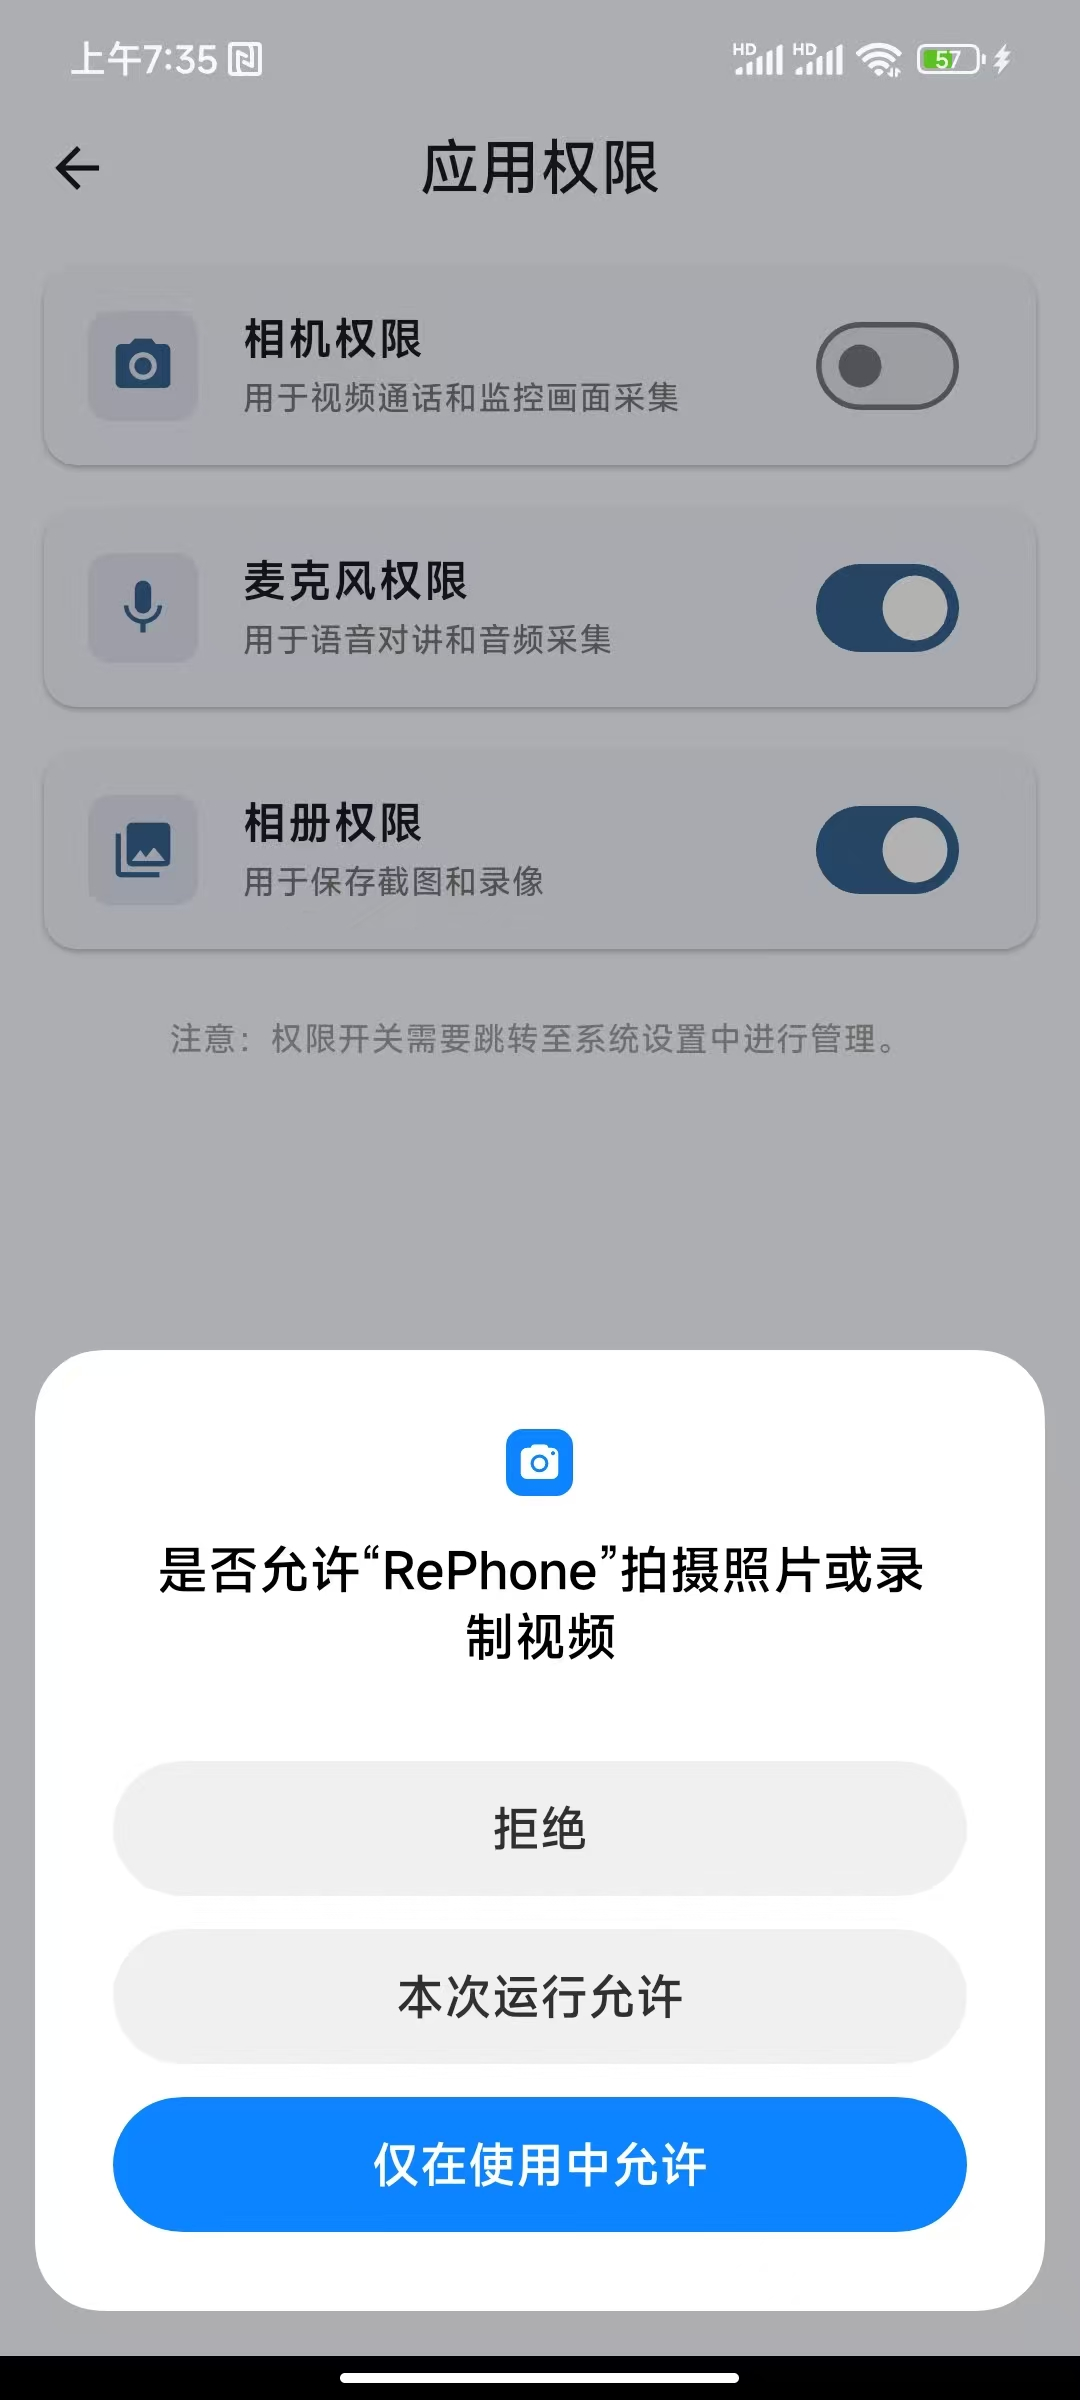 上午7:35
HD HD 57
应用权限
相机权限
用于视频通话和监控画面采集
麦克风权限
用于语音对讲和音频采集
相册权限
用于保存截图和录像
注意：权限开关需要跳转至系统设置中进行管理。
是否允许“RePhone”拍摄照片或录
制视频
拒绝
本次运行允许
仅在使用中允许